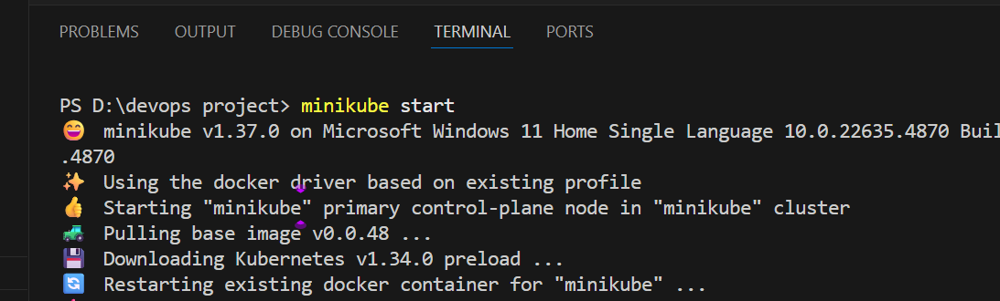 PROBLEMS OUTPUT DEBUG CONSOLE TERMINAL PORTS
PS D:\devops project> minikube start
😄 minikube v1.37.0 on Microsoft Windows 11 Home Single Language 10.0.22635.4870 Buil
.4870
✨ Using the docker driver based on existing profile
👍 Starting "minikube" primary control-plane node in "minikube" cluster
🚜 Pulling base image v0.0.48 ...
💾 Downloading Kubernetes v1.34.0 preload ...
🔄 Restarting existing docker container for "minikube" ...